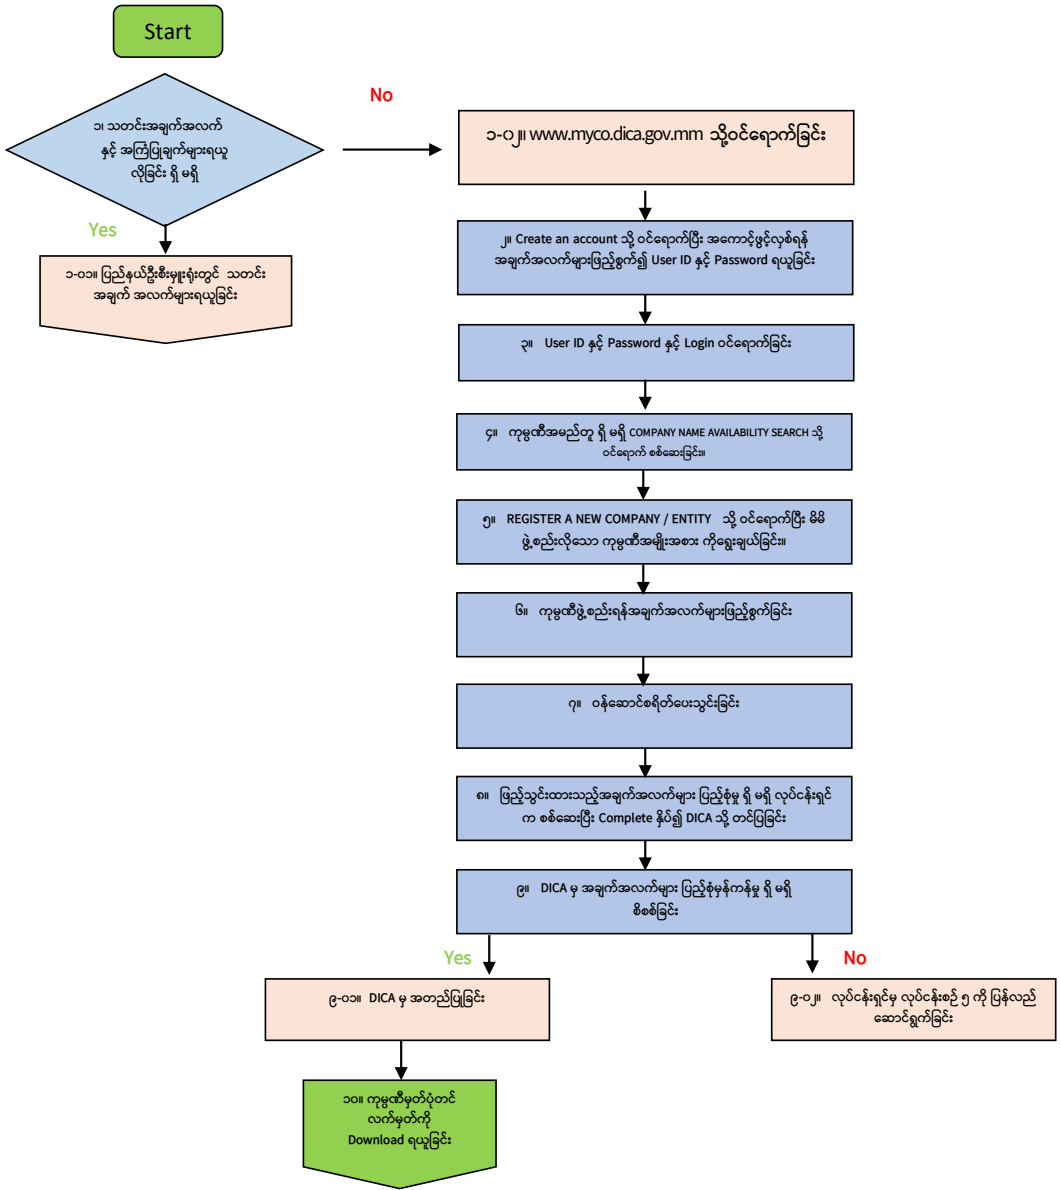 Start
No
၁၊ သတင်းအချက်အလက်
နှင့် အကြံပြုချက်များရယူ
လိုခြင်း ရှိ မရှိ
Yes
၁-၀၁။ ပြည်နယ်ဦးစီးမှူးရုံးတွင် သတင်း
အချက် အလက်များရယူခြင်း
၁-၀၂။ www.myco.dica.gov.mm သို့ဝင်ရောက်ခြင်း
၂။ Create an account သို့ ဝင်ရောက်ပြီး အကောင့်ဖွင့်လှစ်ရန်
အချက်အလက်များဖြည့်စွက်၍ User ID နှင့် Password ရယူခြင်း
၃။ User ID နှင့် Password နှင့် Login ဝင်ရောက်ခြင်း
၄။ ကုမ္ပဏီအမည်တူ ရှိ မရှိ COMPANY NAME AVAILABILITY SEARCH သို့
ဝင်ရောက် စစ်ဆေးခြင်း။
၅။ REGISTER A NEW COMPANY / ENTITY သို့ ဝင်ရောက်ပြီး မိမိ
ဖွဲ့စည်းလိုသော ကုမ္ပဏီအမျိုးအစား ကိုရွေးချယ်ခြင်း။
၆။ ကုမ္ပဏီဖွဲ့စည်းရန်အချက်အလက်များဖြည့်စွက်ခြင်း
၇။ ဝန်ဆောင်စရိတ်ပေးသွင်းခြင်း
၈။ ဖြည့်သွင်းထားသည့်အချက်အလက်များ ပြည့်စုံမှု ရှိ မရှိ လုပ်ငန်းရှင်
က စစ်ဆေးပြီး Complete နှိပ်၍ DICA သို့ တင်ပြခြင်း
၉။ DICA မှ အချက်အလက်များ ပြည့်စုံမှန်ကန်မှု ရှိ မရှိ
စိစစ်ခြင်း
Yes
No
၉-၀၁။ DICA မှ အတည်ပြုခြင်း
၉-၀၂။ လုပ်ငန်းရှင်မှ လုပ်ငန်းစဉ် ၅ ကို ပြန်လည်
ဆောင်ရွက်ခြင်း
၁၀။ ကုမ္ပဏီမှတ်ပုံတင်
လက်မှတ်ကို
Download ရယူခြင်း